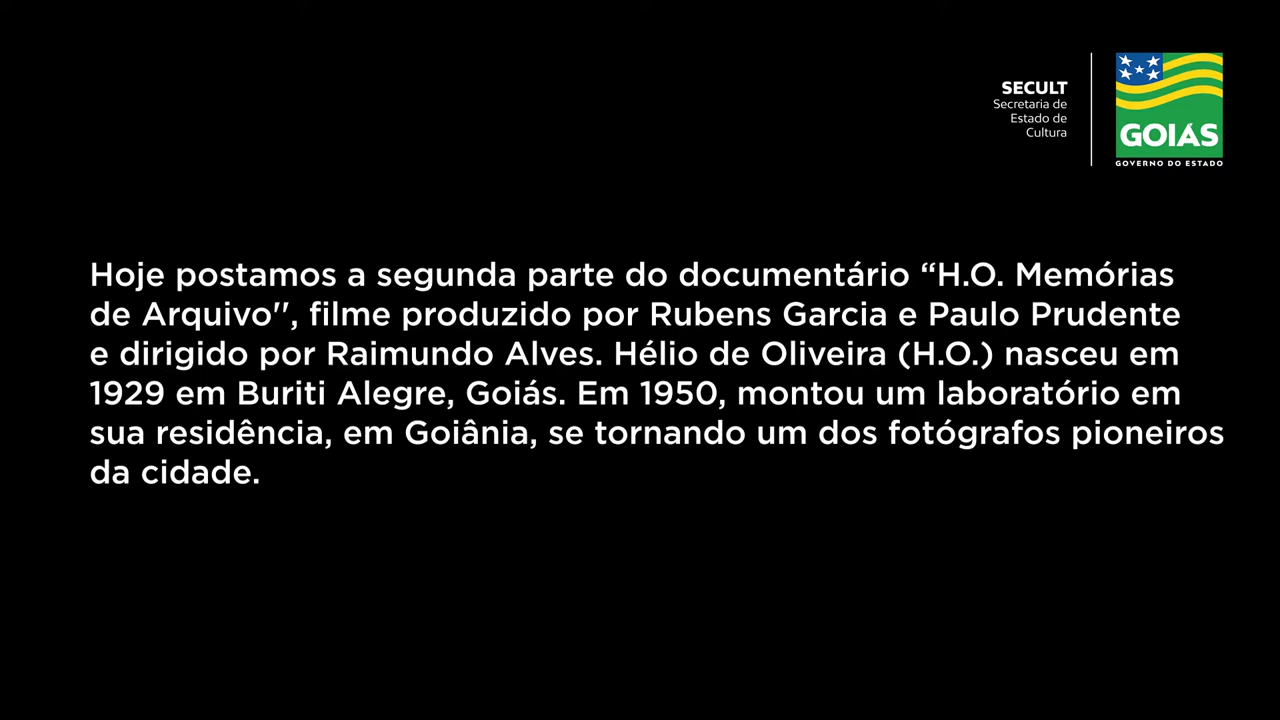 SECULT
Secretaria de
Estado de
Cultura
GOIÁS
GOVERNO DO ESTADO
Hoje postamos a segunda parte do documentário “H.O. Memórias
de Arquivo'', filme produzido por Rubens Garcia e Paulo Prudente
e dirigido por Raimundo Alves. Hélio de Oliveira (H.O.) nasceu em
1929 em Buriti Alegre, Goiás. Em 1950, montou um laboratório em
sua residência, em Goiânia, se tornando um dos fotógrafos pioneiros
da cidade.